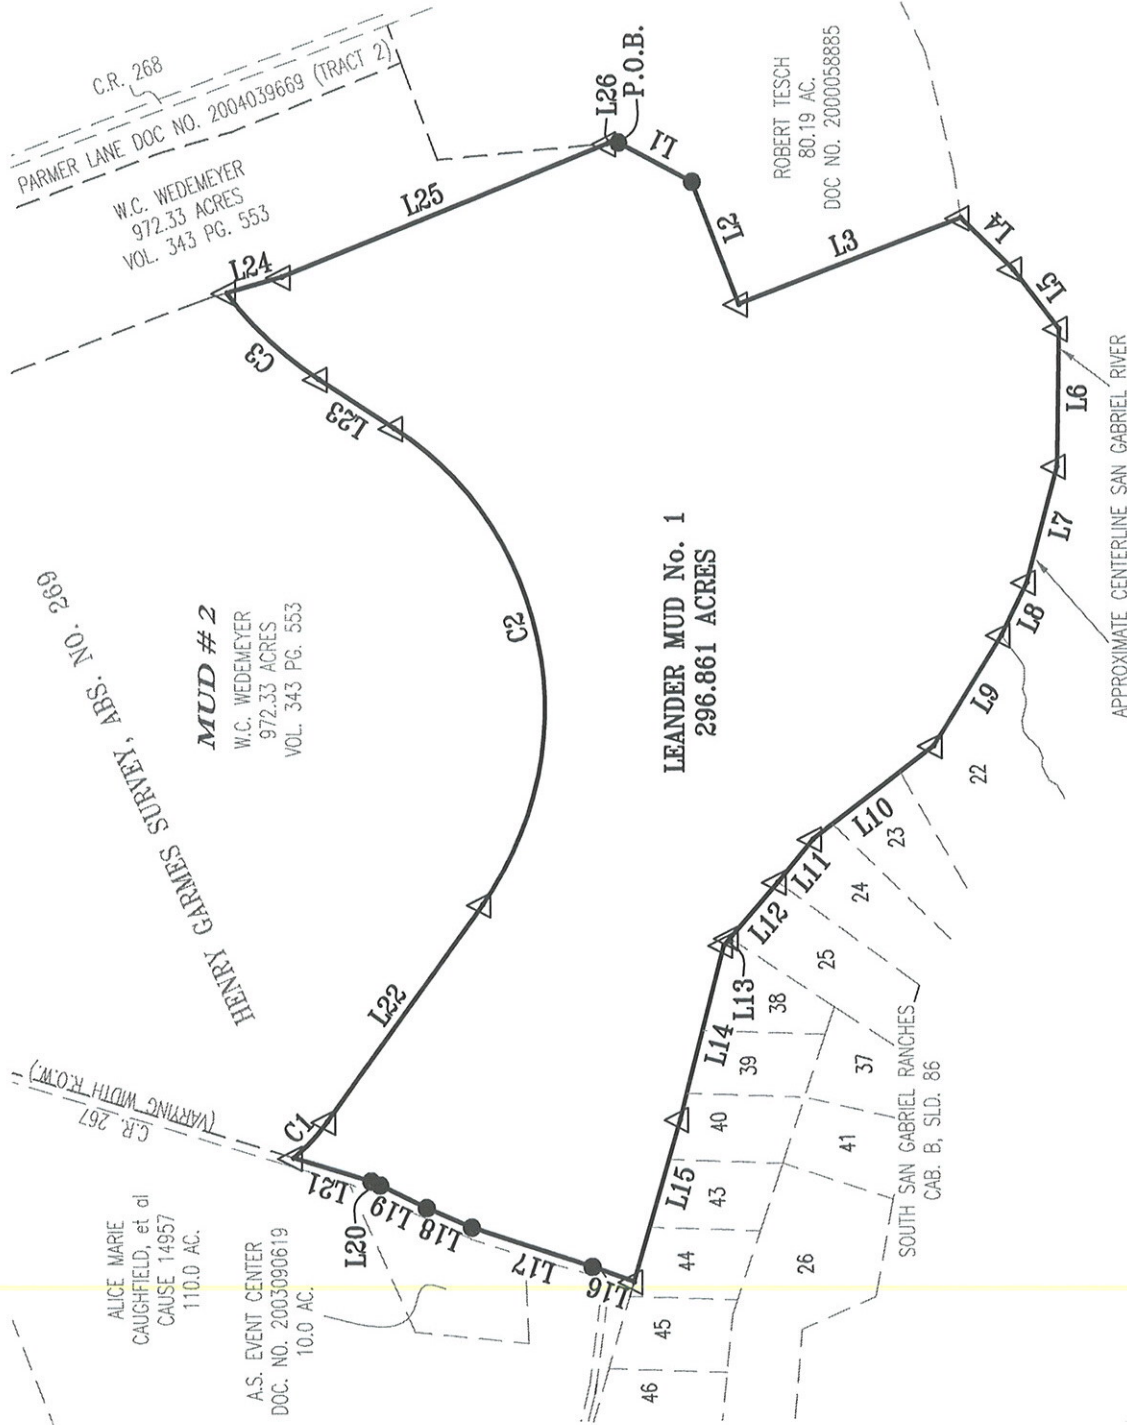 C.R. 268
PARMER LANE DOC NO. 2004039669 (TRACT 2)
W.C. WEDEMEYER
972.33 ACRES
VOL. 343 PG. 553
L24
L25
L26
P.O.B.
L1
L2
ROBERT TESCH
80.19 AC.
DOC NO. 2000058885
L3
L4
L5
L6
L7
L8
L9
L10
L11
L12
L13
L14
L15
L16
L17
L18
L19
L20
L21
C1
L22
C2
L23
C3
HENRY GARMES SURVEY, ABS. NO. 269
MUD # 2
W.C. WEDEMEYER
972.33 ACRES
VOL. 343 PG. 553
LEANDER MUD No. 1
296.861 ACRES
APPROXIMATE CENTERLINE SAN GABRIEL RIVER
22
23
24
25
38
39
37
40
41
43
44
26
45
46
SOUTH SAN GABRIEL RANCHES
CAB. B, SLD. 86
C.R. 267
(VARYING WIDTH R.O.W.)
ALICE MARIE
CAUGHFIELD, et al
CAUSE 14957
110.0 AC.
A.S. EVENT CENTER
DOC. NO. 2003090619
10.0 AC.